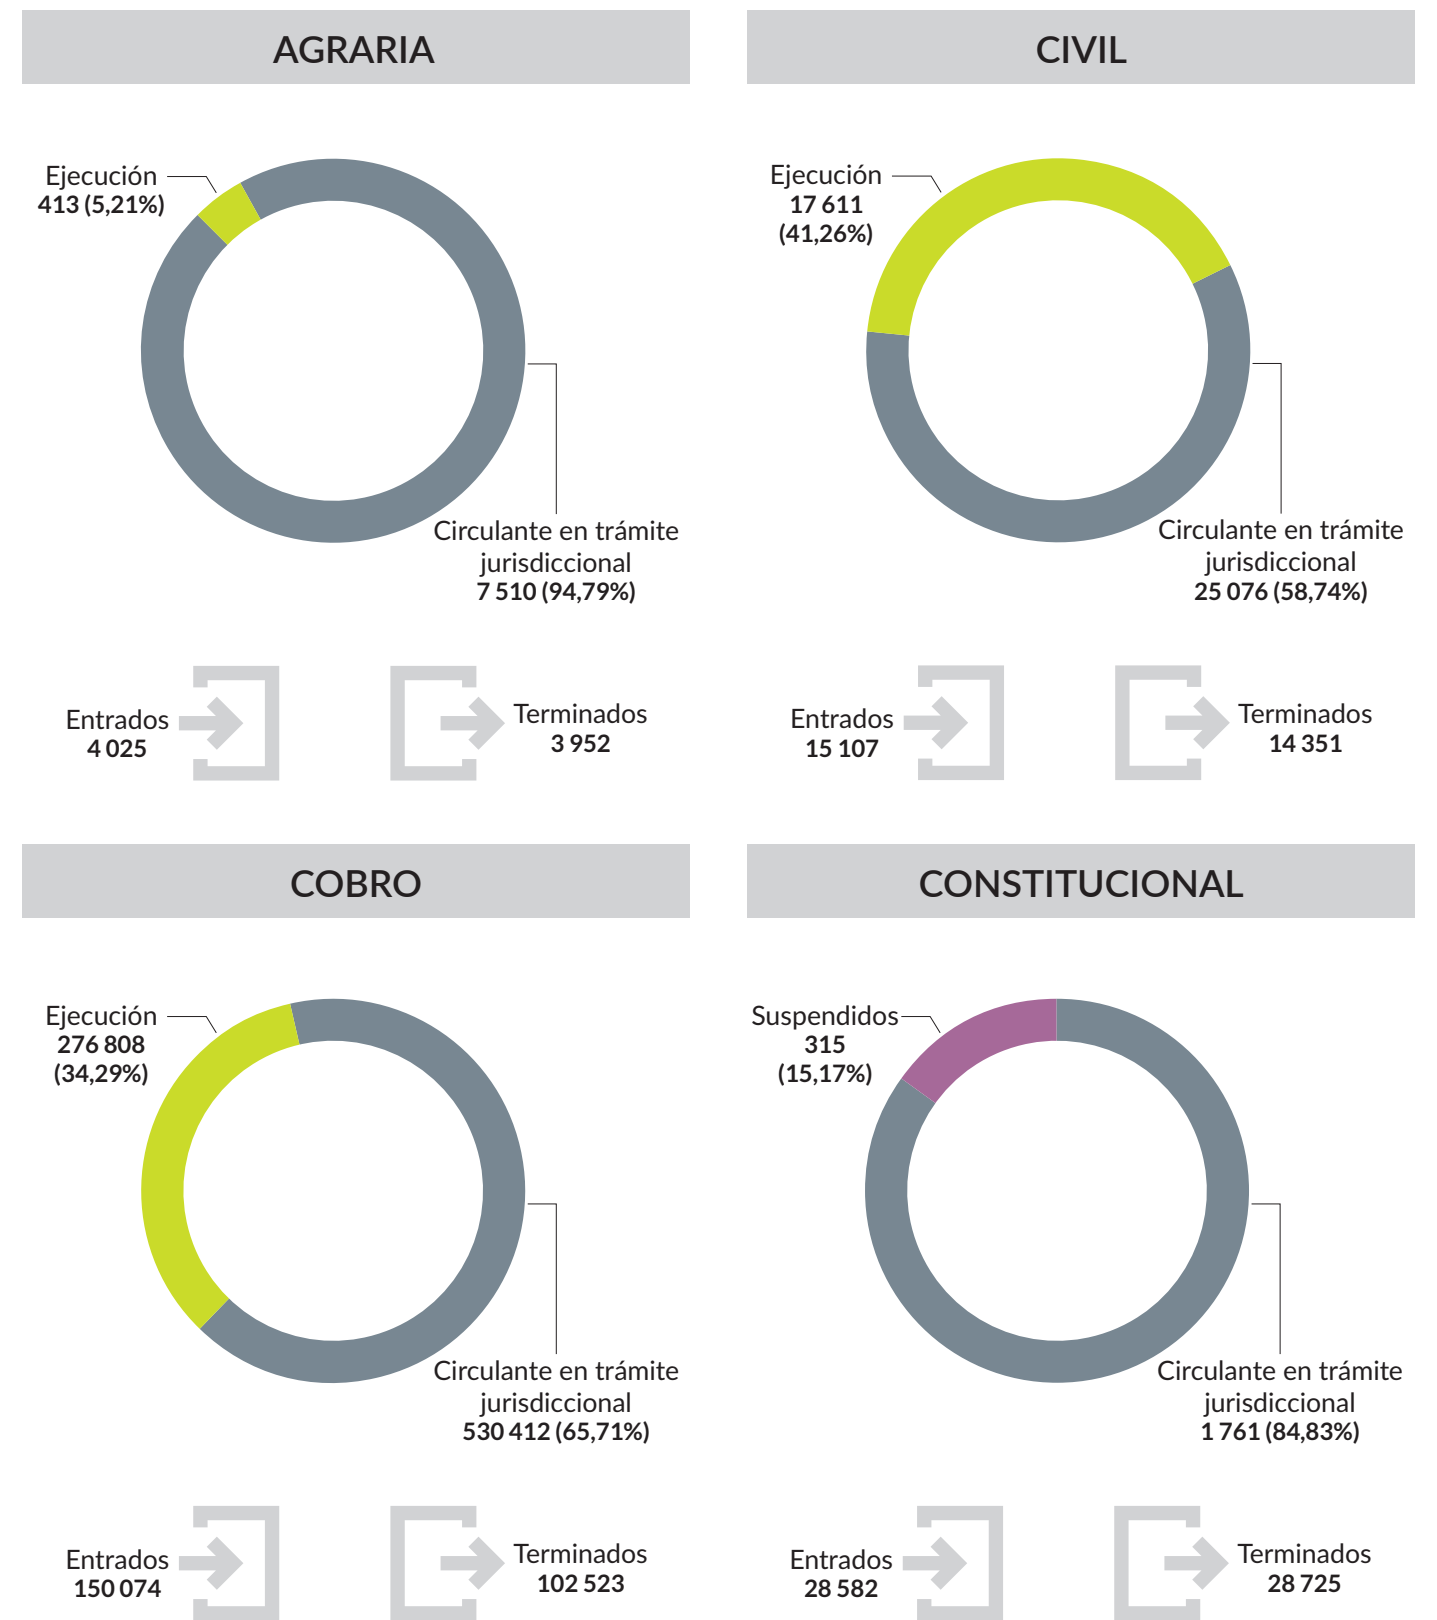 AGRARIA
Ejecución
413 (5,21%)
Circulante en trámite
jurisdiccional
7 510 (94,79%)
Entrados
4 025
Terminados
3 952
CIVIL
Ejecución
17 611
(41,26%)
Circulante en trámite
jurisdiccional
25 076 (58,74%)
Entrados
15 107
Terminados
14 351
COBRO
Ejecución
276 808
(34,29%)
Circulante en trámite
jurisdiccional
530 412 (65,71%)
Entrados
150 074
Terminados
102 523
CONSTITUCIONAL
Suspendidos
315
(15,17%)
Circulante en trámite
jurisdiccional
1 761 (84,83%)
Entrados
28 582
Terminados
28 725